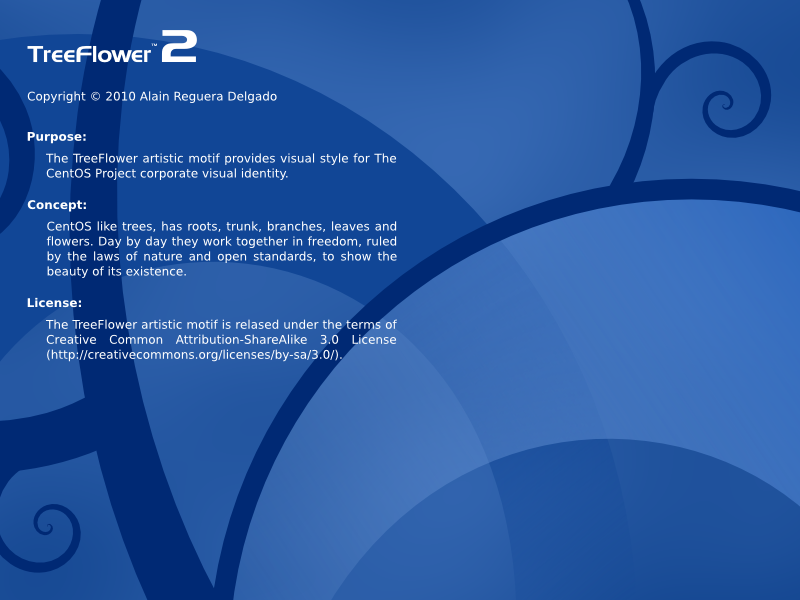 TreeFlower™ 2
Copyright © 2010 Alain Reguera Delgado
Purpose:
The TreeFlower artistic motif provides visual style for The
CentOS Project corporate visual identity.
Concept:
CentOS like trees, has roots, trunk, branches, leaves and
flowers. Day by day they work together in freedom, ruled
by the laws of nature and open standards, to show the
beauty of its existence.
License:
The TreeFlower artistic motif is relased under the terms of
Creative Common Attribution-ShareAlike 3.0 License
(http://creativecommons.org/licenses/by-sa/3.0/).